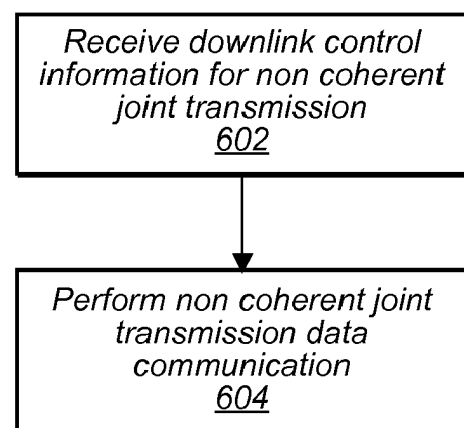 Receive downlink control
information for non coherent
joint transmission
602
Perform non coherent joint
transmission data
communication
604